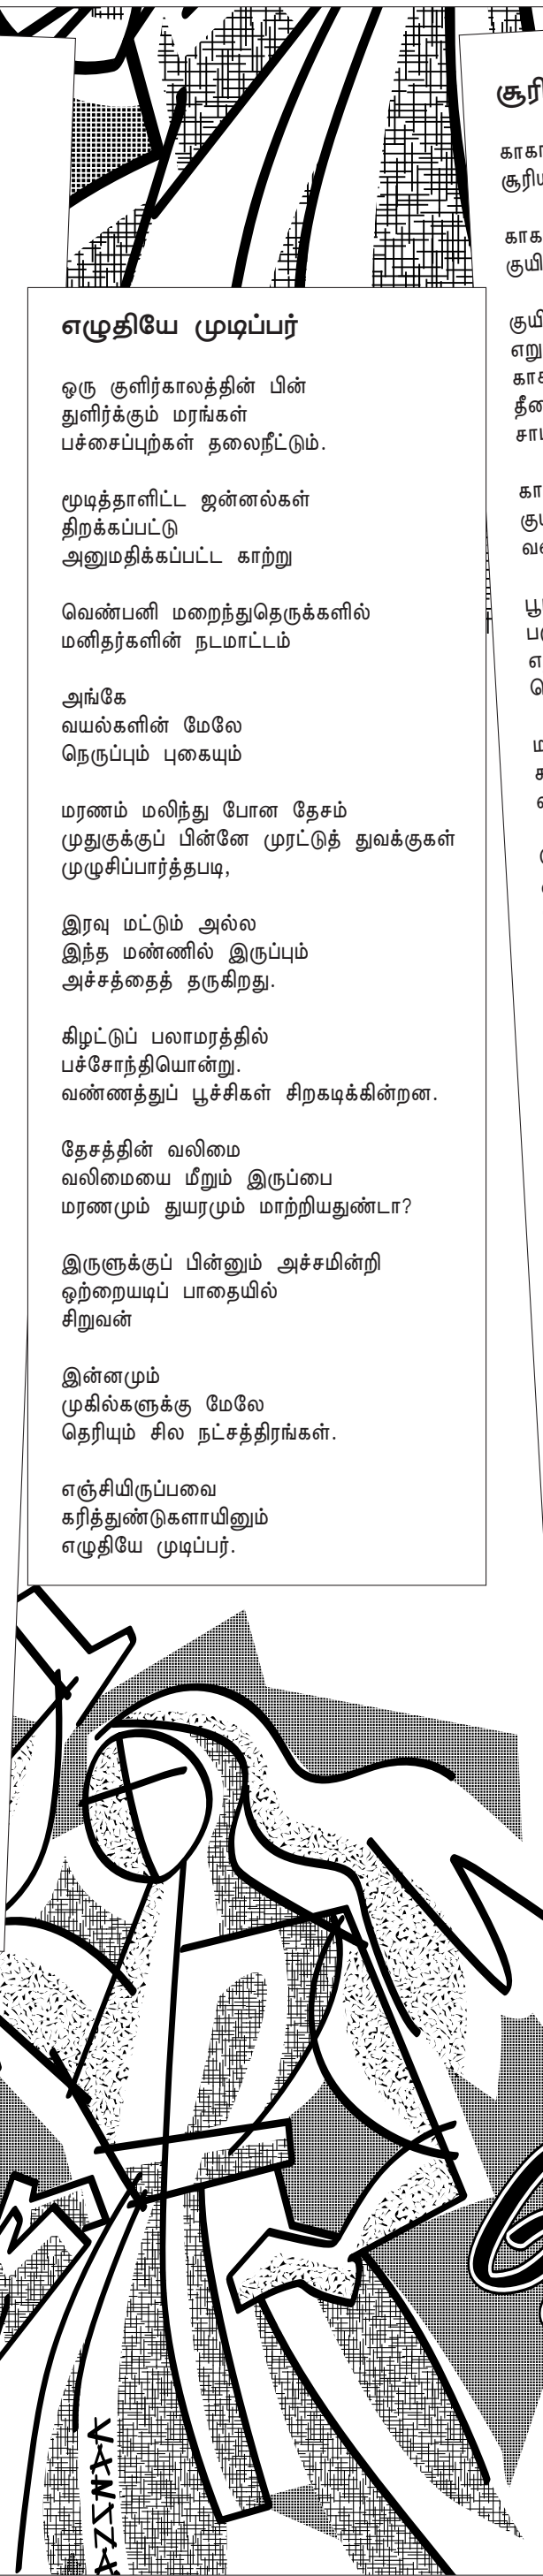 எழுதியே முடிப்பர்
ஒரு குளிர்காலத்தின் பின்
துளிர்க்கும் மரங்கள்
பச்சைப்புற்கள் தலைநீட்டும்.
மூடித்தாளிட்ட ஜன்னல்கள்
திறக்கப்பட்டு
அனுமதிக்கப்பட்ட காற்று
வெண்பனி மறைந்துதெருக்களில்
மனிதர்களின் நடமாட்டம்
அங்கே
வயல்களின் மேலே
நெருப்பும் புகையும்
மரணம் மலிந்து போன தேசம்
முதுகுக்குப் பின்னே முரட்டுத் துவக்குகள்
முழுசிப்பார்த்தபடி,
இரவு மட்டும் அல்ல
இந்த மண்ணில் இருப்பும்
அச்சத்தைத் தருகிறது.
கிழட்டுப் பலாமரத்தில்
பச்சோந்தியொன்று.
வண்ணத்துப் பூச்சிகள் சிறகடிக்கின்றன.
தேசத்தின் வலிமை
வலிமையை மீறும் இருப்பை
மரணமும் துயரமும் மாற்றியதுண்டா?
இருளுக்குப் பின்னும் அச்சமின்றி
ஒற்றையடிப் பாதையில்
சிறுவன்
இன்னமும்
முகில்களுக்கு மேலே
தெரியும் சில நட்சத்திரங்கள்.
எஞ்சியிருப்பவை
கரித்துண்டுகளாயினும்
எழுதியே முடிப்பர்.